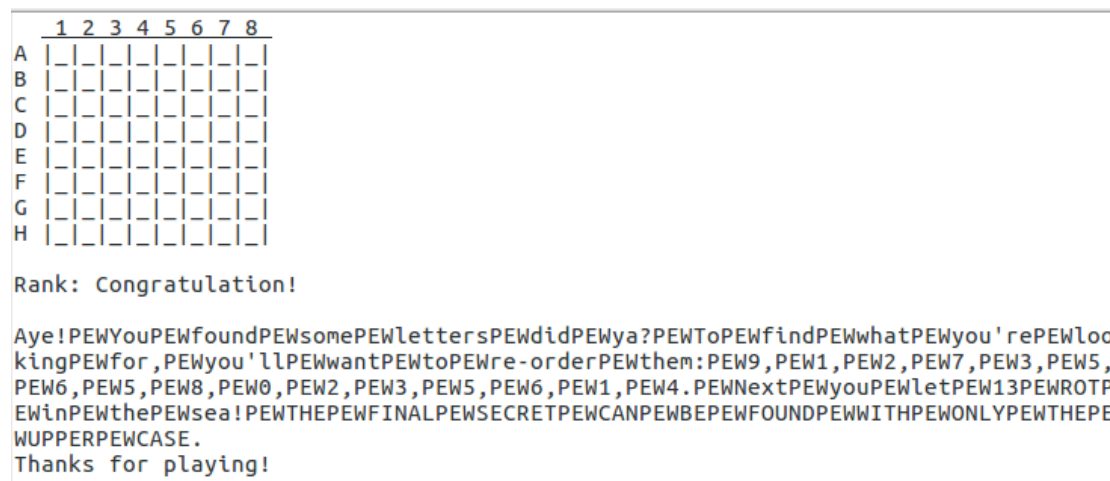 1 2 3 4 5 6 7 8
A |_|_|_|_|_|_|_|_|
B |_|_|_|_|_|_|_|_|
C |_|_|_|_|_|_|_|_|
D |_|_|_|_|_|_|_|_|
E |_|_|_|_|_|_|_|_|
F |_|_|_|_|_|_|_|_|
G |_|_|_|_|_|_|_|_|
H |_|_|_|_|_|_|_|_|
Rank: Congratulation!
Aye!PEWYouPEWfoundPEWsomePEWlettersPEWdidPEWya?PEWToPEWfindPEWwhatPEWyou'rePEWloo
kingPEWfor,PEWyou'llPEWwantPEWtoPEWre-orderPEWthem:PEW9,PEW1,PEW2,PEW7,PEW3,PEW5,
PEW6,PEW5,PEW8,PEW0,PEW2,PEW3,PEW5,PEW6,PEW1,PEW4.PEWNextPEWyouPEWletPEW13PEWROTP
EWinPEWthePEWsea!PEWTHEPEWFINALPEWSECRETPEWCANPEWBEPEWFOUNDPEWWITHPEWONLYPEWTHEPE
WUPPERPEWCASE.
Thanks for playing!